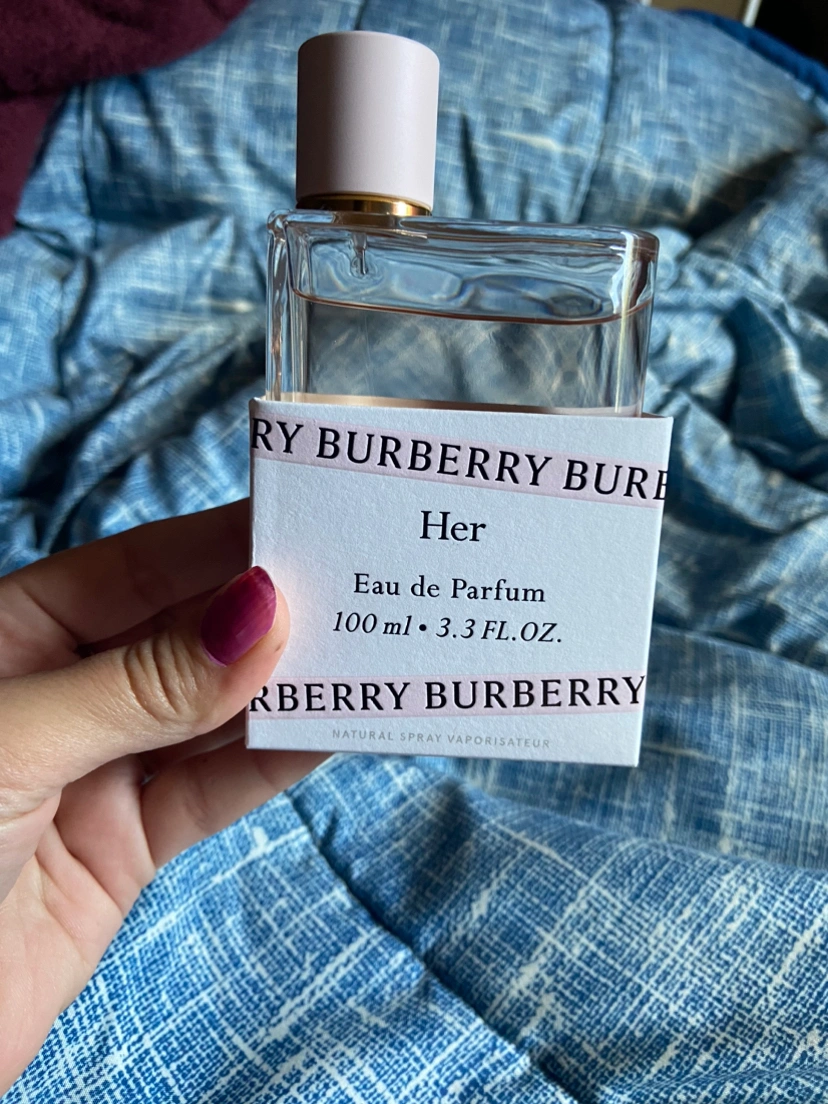 RY BURBERRY BURB
Her
Eau de Parfum
100 ml • 3.3 FL.OZ.
RBERRY BURBERRY
NATURAL SPRAY VAPORISATEUR